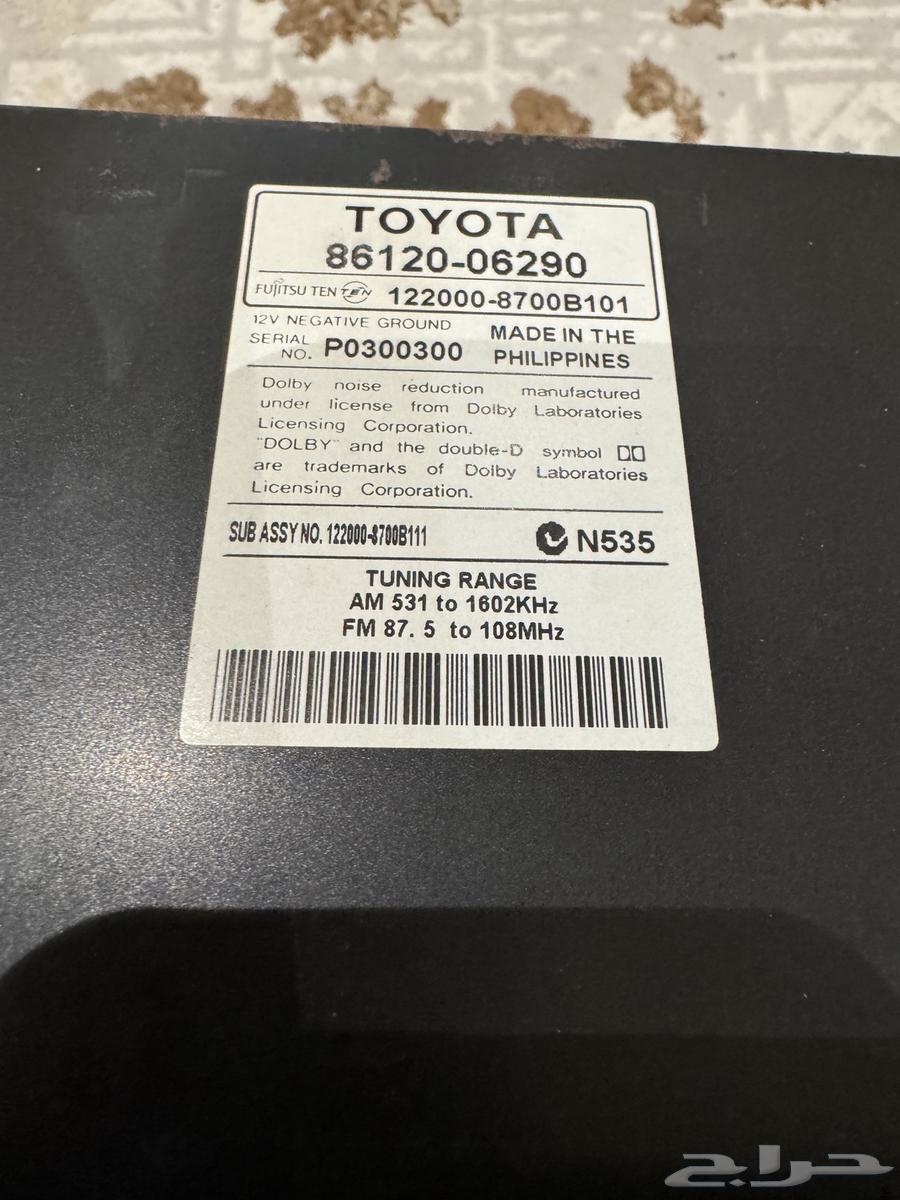 TOYOTA
86120-06290
FUJITSU TEN TEN 122000-8700B101
12V NEGATIVE GROUND
SERIAL NO. P0300300
MADE IN THE PHILIPPINES
Dolby noise reduction manufactured
under license from Dolby Laboratories
Licensing Corporation.
"DOLBY" and the double-D symbol
are trademarks of Dolby Laboratories
Licensing Corporation.
SUB ASSY NO. 122000-8700B111
N535
TUNING RANGE
AM 531 to 1602KHz
FM 87. 5 to 108MHz
حراج